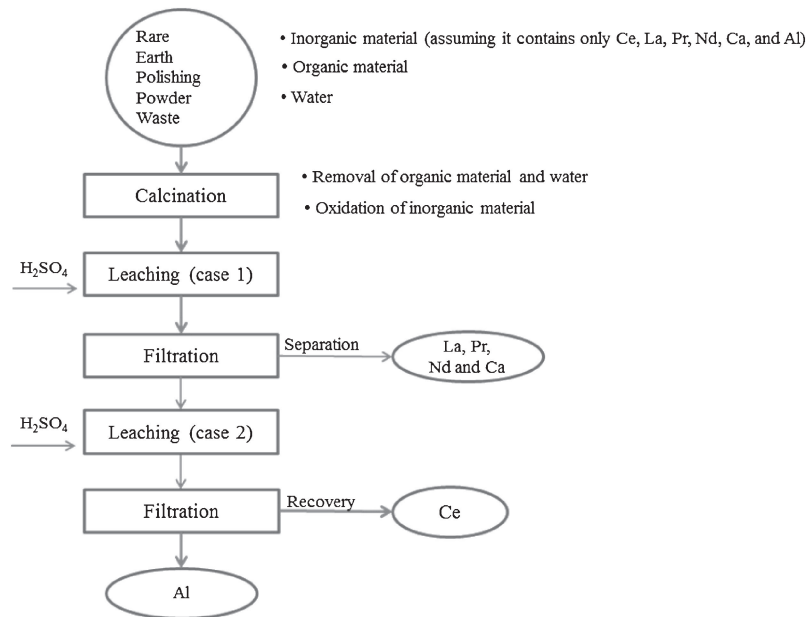 Rare
Earth
Polishing
Powder
Waste
• Inorganic material (assuming it contains only Ce, La, Pr, Nd, Ca, and Al)
• Organic material
• Water
Calcination
• Removal of organic material and water
• Oxidation of inorganic material
H₂SO₄
Leaching (case 1)
Filtration
Separation
La, Pr,
Nd and Ca
H₂SO₄
Leaching (case 2)
Filtration
Recovery
Ce
Al